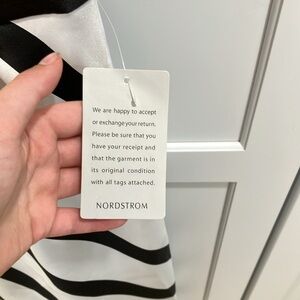 We are happy to accept
or exchange your return.
Please be sure that you
have your receipt and
that the garment is in
its original condition
with all tags attached.
NORDSTROM